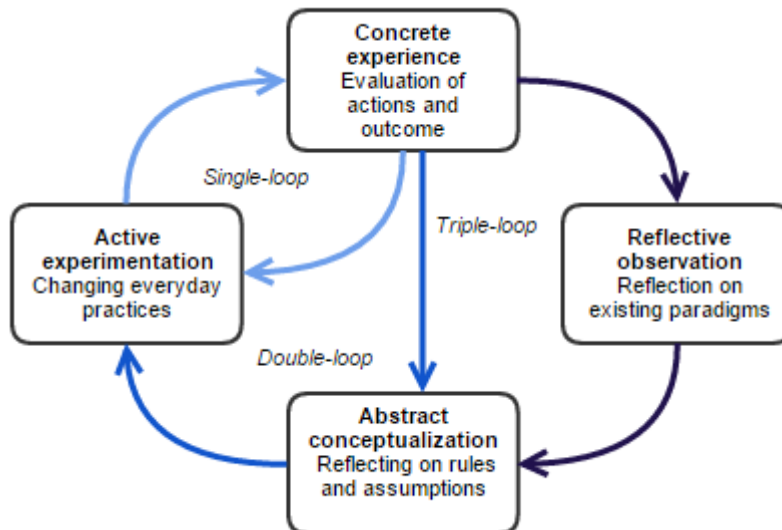 Concrete
experience
Evaluation of
actions and
outcome
Single-loop
Triple-loop
Active
experimentation
Changing everyday
practices
Reflective
observation
Reflection on
existing paradigms
Double-loop
Abstract
conceptualization
Reflecting on rules
and assumptions